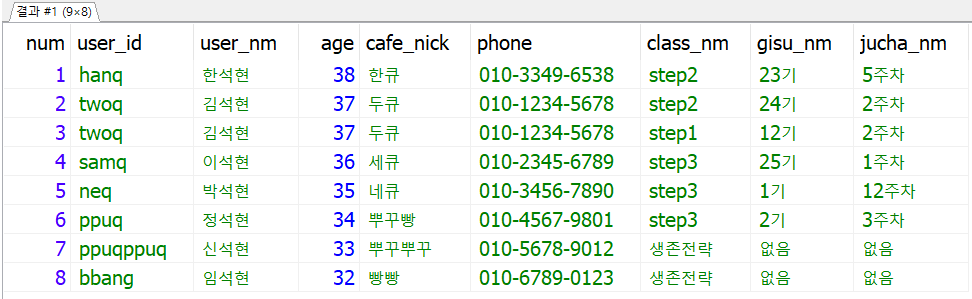 결과 #1 (9×8)
num user_id user_nm age cafe_nick phone class_nm gisu_nm jucha_nm
1 hanq 한석현 38 한큐 010-3349-6538 step2 23기 5주차
2 twoq 김석현 37 두큐 010-1234-5678 step2 24기 2주차
3 twoq 김석현 37 두큐 010-1234-5678 step1 12기 2주차
4 samq 이석현 36 세큐 010-2345-6789 step3 25기 1주차
5 neq 박석현 35 네큐 010-3456-7890 step3 1기 12주차
6 ppuq 정석현 34 뿌꾸빵 010-4567-9801 step3 2기 3주차
7 ppuqppuq 신석현 33 뿌꾸뿌꾸 010-5678-9012 생존전략 없음 없음
8 bbang 임석현 32 빵빵 010-6789-0123 생존전략 없음 없음